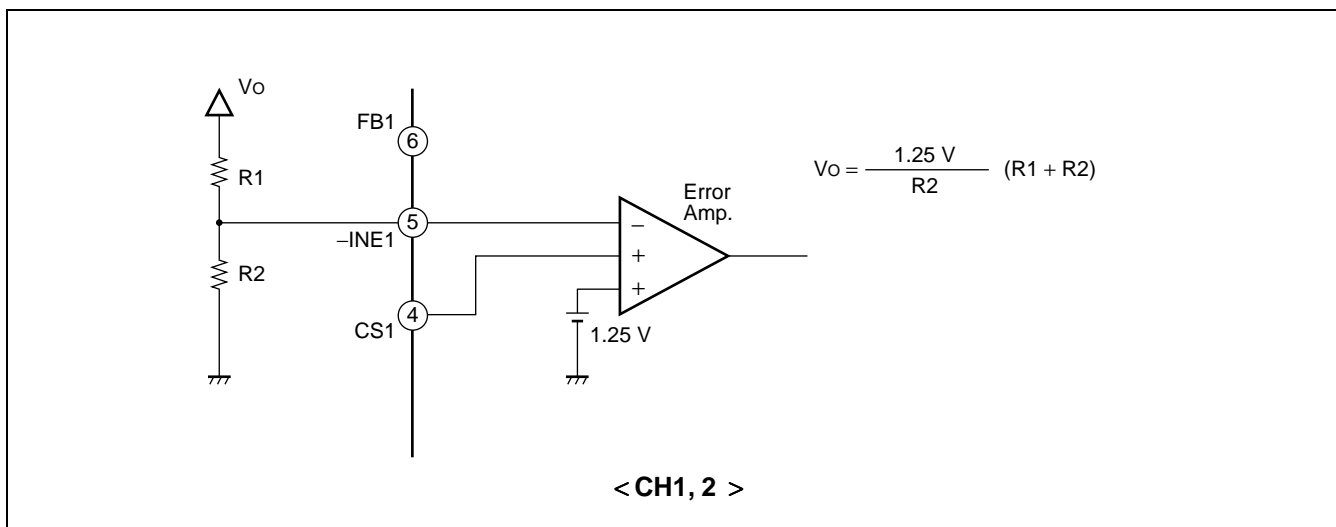 Vo
FB1
6
R1
5
–INE1
R2
4
CS1
Error
Amp.
–
+
+
1.25 V
Vo = 1.25 V / R2 (R1 + R2)
< CH1, 2 >